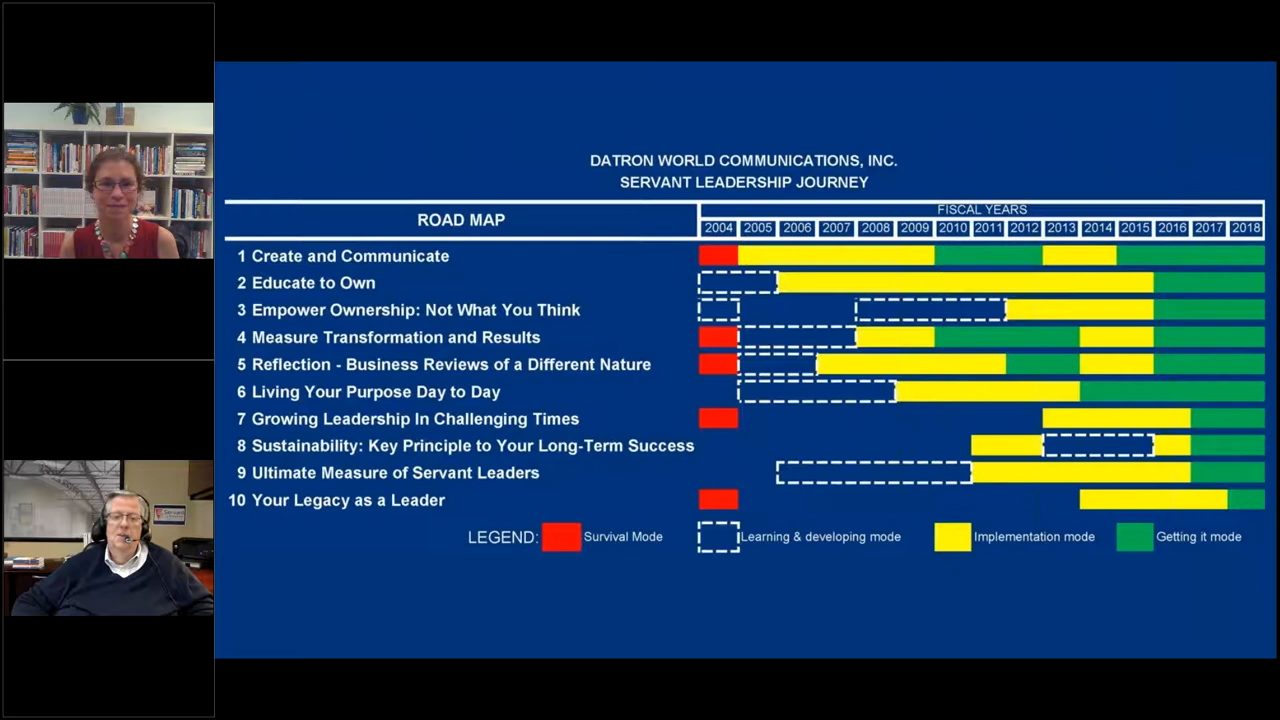 DATRON WORLD COMMUNICATIONS, INC.
SERVANT LEADERSHIP JOURNEY
ROAD MAP
FISCAL YEARS
2004 2005 2006 2007 2008 2009 2010 2011 2012 2013 2014 2015 2016 2017 2018
1 Create and Communicate
2 Educate to Own
3 Empower Ownership: Not What You Think
4 Measure Transformation and Results
5 Reflection - Business Reviews of a Different Nature
6 Living Your Purpose Day to Day
7 Growing Leadership In Challenging Times
8 Sustainability: Key Principle to Your Long-Term Success
9 Ultimate Measure of Servant Leaders
10 Your Legacy as a Leader
LEGEND: Survival Mode Learning & developing mode Implementation mode Getting it mode
Servant